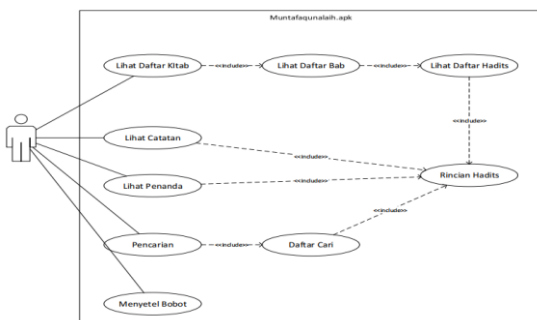 Muntafaqunalaih.apk
Lihat Daftar Kitab
<<include>>
Lihat Daftar Bab
<<include>>
Lihat Daftar Hadits
<<include>>
Lihat Catatan
<<include>>
Lihat Penanda
<<include>>
Rincian Hadits
<<include>>
Pencarian
<<include>>
Daftar Cari
Menyetel Bobot